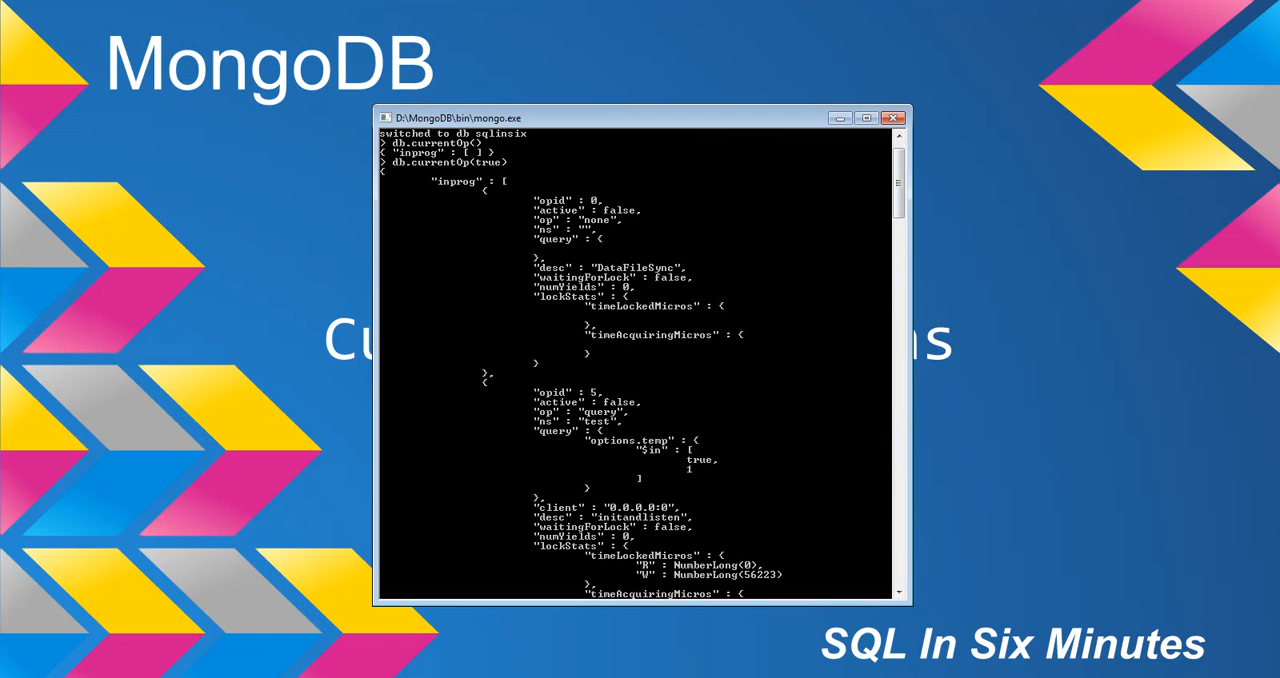 MongoDB
D:\MongoDB\bin\mongo.exe
switched to db sqlinsix
> db.currentOp()
{ "inprog" : [ ] }
> db.currentOp(true)
{
"inprog" : [
{
"opid" : 0,
"active" : false,
"op" : "none",
"ns" : "",
"query" : {
},
"desc" : "DataFileSync",
"waitingForLock" : false,
"numYields" : 0,
"lockStats" : {
"timeLockedMicros" : {
},
"timeAcquiringMicros" : {
}
}
},
{
"opid" : 5,
"active" : false,
"op" : "query",
"ns" : "test",
"query" : {
"options.temp" : {
"$in" : [
true,
1
]
}
},
"client" : "0.0.0.0:0",
"desc" : "initandlisten",
"waitingForLock" : false,
"numYields" : 0,
"lockStats" : {
"timeLockedMicros" : {
"R" : NumberLong(0),
"W" : NumberLong(56223)
},
"timeAcquiringMicros" : {
SQL In Six Minutes